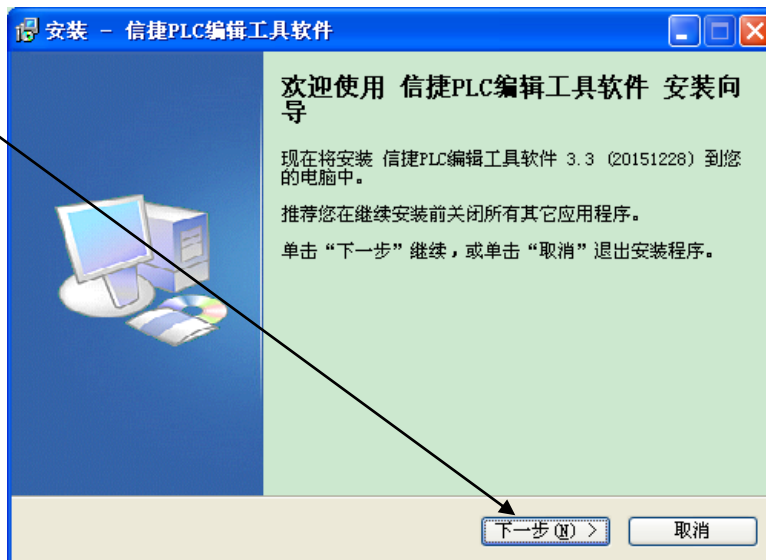 安装 - 信捷PLC编辑工具软件
欢迎使用 信捷PLC编辑工具软件 安装向
导
现在将安装 信捷PLC编辑工具软件 3.3 (20151228) 到您
的电脑中。
推荐您在继续安装前关闭所有其它应用程序。
单击“下一步”继续，或单击“取消”退出安装程序。
下一步(N) >
取消